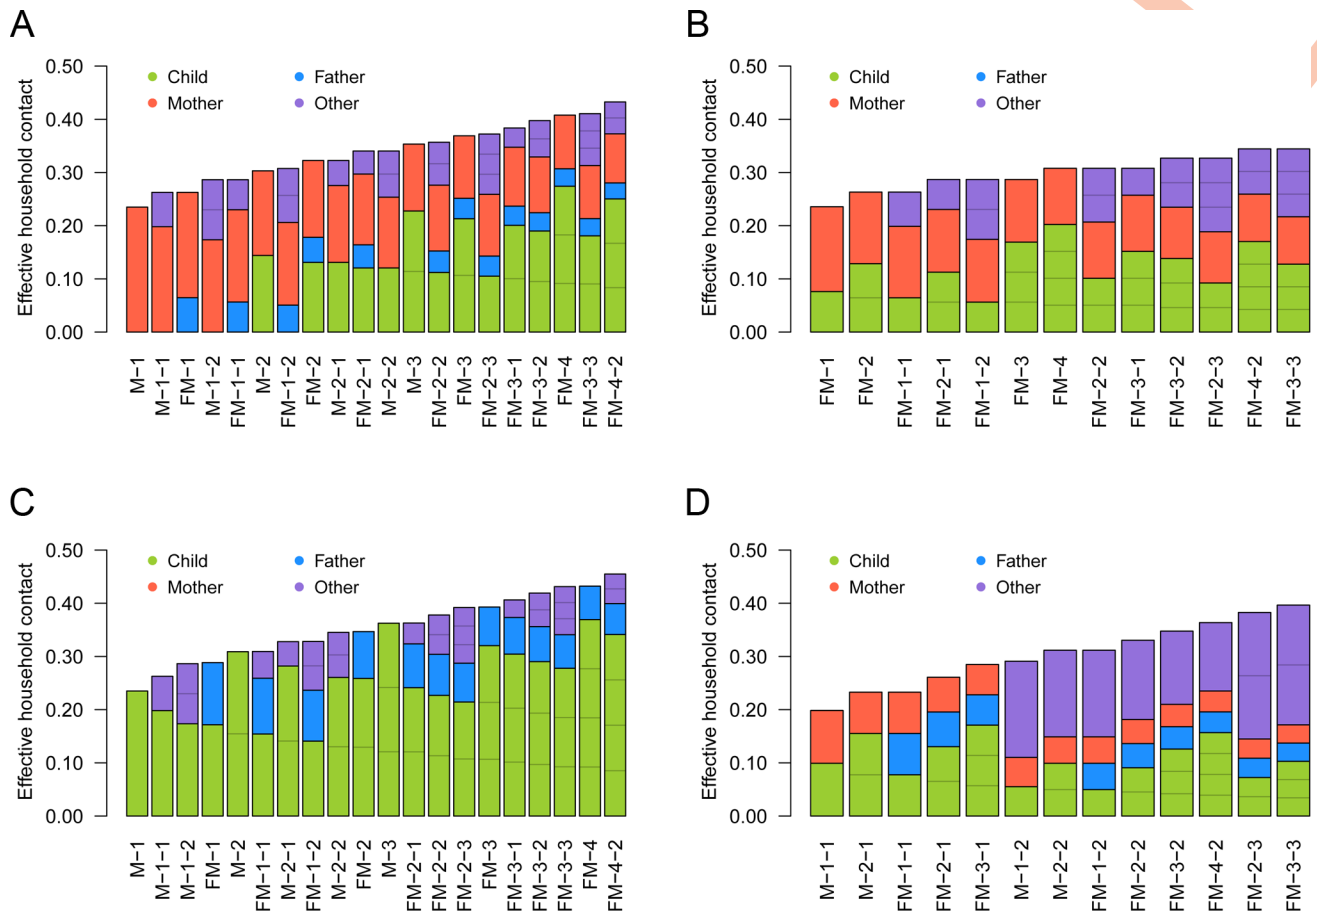 A
Effective household contact
0.50
0.40
0.30
0.20
0.10
0.00
Child
Mother
Father
Other
M−1
M−1−1
FM−1
M−1−2
FM−1−1
M−2
FM−1−2
FM−2
M−2−1
FM−2−1
M−2−2
M−3
FM−2−2
FM−3
FM−2−3
FM−3−1
FM−3−2
FM−4
FM−3−3
FM−4−2
B
Effective household contact
0.50
0.40
0.30
0.20
0.10
0.00
Child
Mother
Father
Other
FM−1
FM−2
FM−1−1
FM−2−1
FM−1−2
FM−3
FM−4
FM−2−2
FM−3−1
FM−3−2
FM−2−3
FM−4−2
FM−3−3
C
Effective household contact
0.50
0.40
0.30
0.20
0.10
0.00
Child
Mother
Father
Other
M−1
M−1−1
M−1−2
FM−1
M−2
FM−1−1
M−2−1
FM−1−2
M−2−2
FM−2
M−3
FM−2−1
FM−2−2
FM−2−3
FM−3
FM−3−1
FM−3−2
FM−3−3
FM−4
FM−4−2
D
Effective household contact
0.50
0.40
0.30
0.20
0.10
0.00
Child
Mother
Father
Other
M−1−1
M−2−1
FM−1−1
FM−2−1
FM−3−1
M−1−2
M−2−2
FM−1−2
FM−2−2
FM−3−2
FM−4−2
FM−2−3
FM−3−3